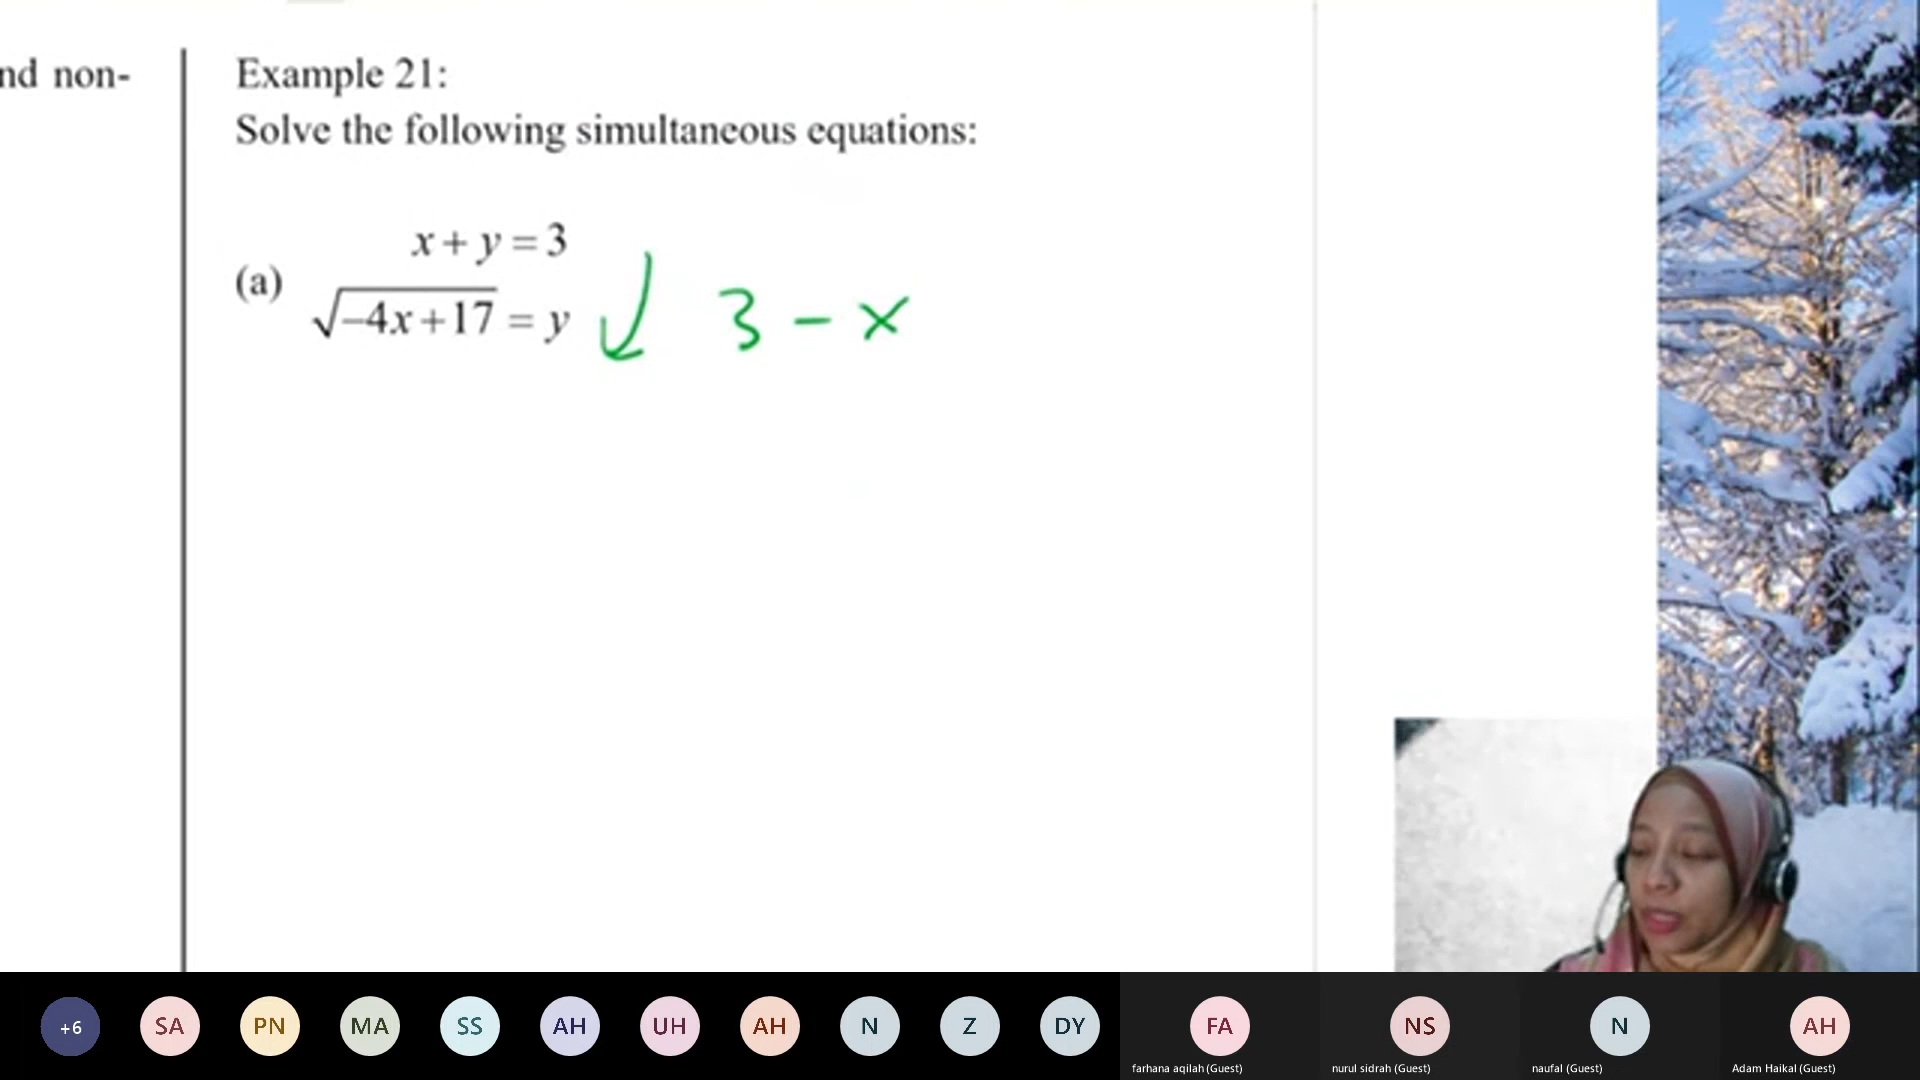 nd non-
Example 21:
Solve the following simultaneous equations:
x + y = 3
(a)
√-4x+17 = y
3 - x
+6
SA
PN
MA
SS
AH
UH
AH
N
Z
DY
FA
NS
N
AH
farhana aqilah (Guest)
nurul sidrah (Guest)
naufal (Guest)
Adam Haikal (Guest)